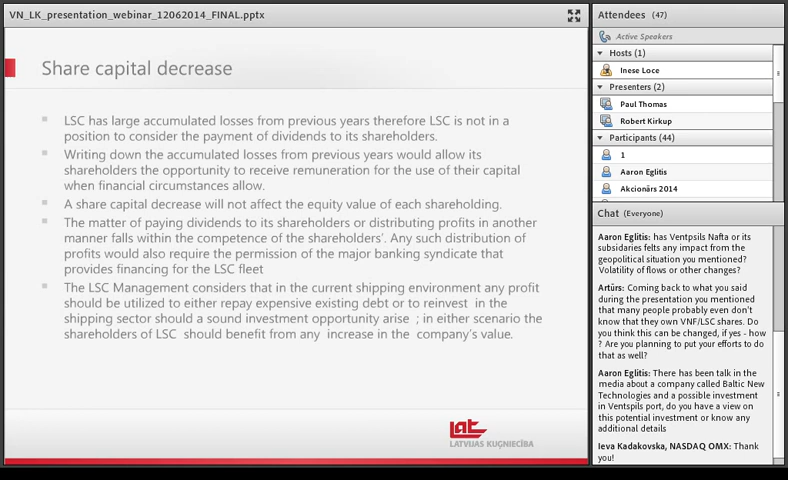 VN_LK_presentation_webinar_12062014_FINAL.pptx
Share capital decrease
LSC has large accumulated losses from previous years therefore LSC is not in a
position to consider the payment of dividends to its shareholders.
Writing down the accumulated losses from previous years would allow its
shareholders the opportunity to receive remuneration for the use of their capital
when financial circumstances allow.
A share capital decrease will not affect the equity value of each shareholding.
The matter of paying dividends to its shareholders or distributing profits in another
manner falls within the competence of the shareholders'. Any such distribution of
profits would also require the permission of the major banking syndicate that
provides financing for the LSC fleet
The LSC Management considers that in the current shipping environment any profit
should be utilized to either repay expensive existing debt or to reinvest in the
shipping sector should a sound investment opportunity arise ; in either scenario the
shareholders of LSC should benefit from any increase in the company's value.
Lat
LATVIJAS KUĢNIECĪBA
Attendees (47)
Active Speakers
Hosts (1)
Inese Loce
Presenters (2)
Paul Thomas
Robert Kirkup
Participants (44)
1
Aaron Eglitis
Akcionārs 2014
Chat (Everyone)
Aaron Eglitis: has Ventpsils Nafta or its
subsidaries felts any impact from the
geopolitical situation you mentioned?
Volatility of flows or other changes?
Artūrs: Coming back to what you said
during the presentation you mentioned
that many people probably even don't
know that they own VNF/LSC shares. Do
you think this can be changed, if yes - how
? Are you planning to put your efforts to do
that as well?
Aaron Eglitis: There has been talk in the
media about a company called Baltic New
Technologies and a possible investment
in Ventspils port, do you have a view on
this potential investment or know any
additional details
Ieva Kadakovska, NASDAQ OMX: Thank
you!